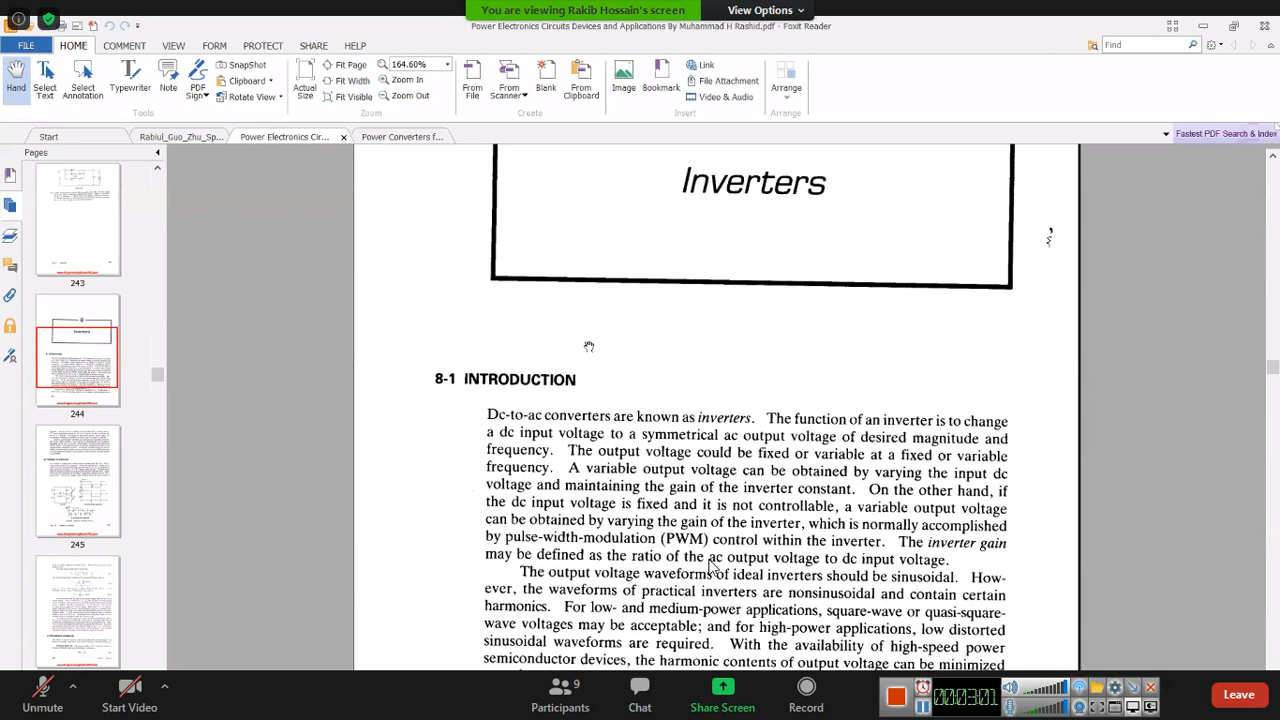 You are viewing Rakib Hossain's screen
View Options
Power Electronics Circuits Devices and Applications By Muhammad H Rashid.pdf - Foxit Reader
FILE HOME COMMENT VIEW FORM PROTECT SHARE HELP
Find
Hand
Select Text
Select Annotation
SnapShot
Clipboard
Rotate View
Typewriter
Note
PDF Sign
Actual Size
Fit Page
Fit Width
Fit Visible
164.60%
Zoom In
Zoom Out
From File
From Scanner
Blank
From Clipboard
Image
Bookmark
Link
File Attachment
Video & Audio
Arrange
Tools Zoom Create Insert Arrange
Start
Rabiul_Guo_Zhu_Sp...
Power Electronics Cir...
Power Converters f...
Fastest PDF Search & Index
Pages
243
244
245
Inverters
8-1 INTRODUCTION
Dc-to-ac converters are known as inverters. The function of an inverter is to change
a dc input voltage to a symmetrical ac output voltage of desired magnitude and
frequency. The output voltage could be fixed or variable at a fixed or variable
frequency. A variable output voltage can be obtained by varying the input dc
voltage and maintaining the gain of the inverter constant. On the other hand, if
the dc input voltage is fixed and it is not controllable, a variable output voltage
can be obtained by varying the gain of the inverter, which is normally accomplished
by pulse-width-modulation (PWM) control within the inverter. The inverter gain
may be defined as the ratio of the ac output voltage to dc input voltage.
The output voltage waveforms of ideal inverters should be sinusoidal. How-
ever, the waveforms of practical inverters are nonsinusoidal and contain certain
harmonics. For low- and medium-power applications, square-wave or quasi-square-
wave voltages may be acceptable; and for high-power applications, low distorted
sinusoidal waveforms are required. With the availability of high-speed power
semiconductor devices, the harmonic contents of output voltage can be minimized
Unmute
Start Video
9
Participants
Chat
Share Screen
Record
00:03:01
Leave